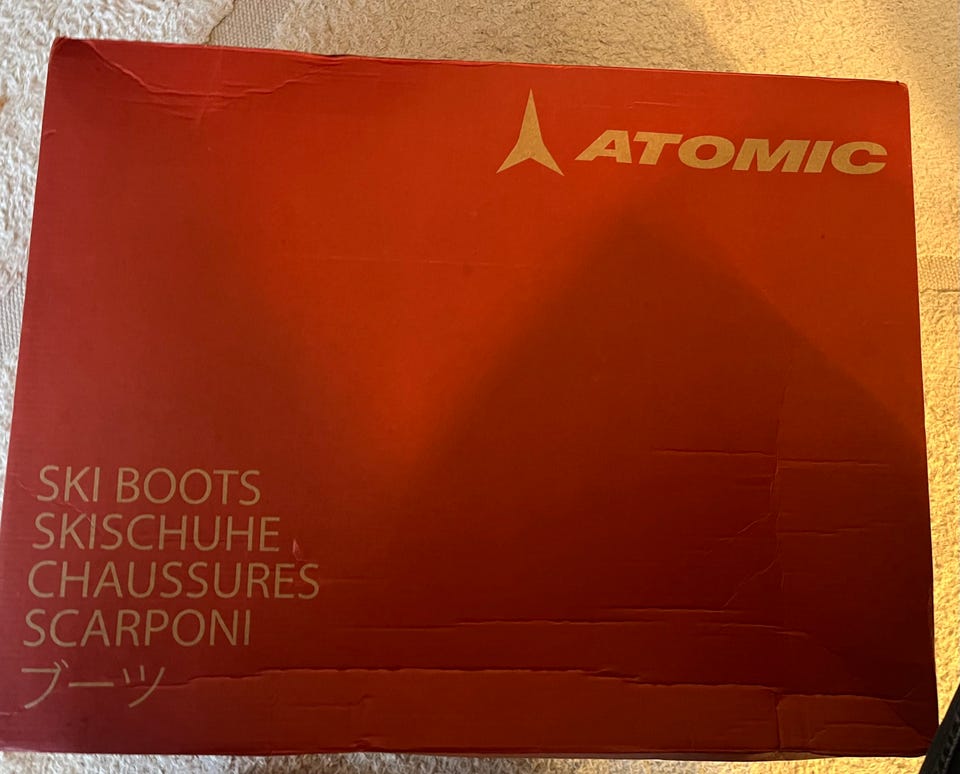 ATOMIC
SKI BOOTS
SKISCHUHE
CHAUSSURES
SCARPONI
ブーツ